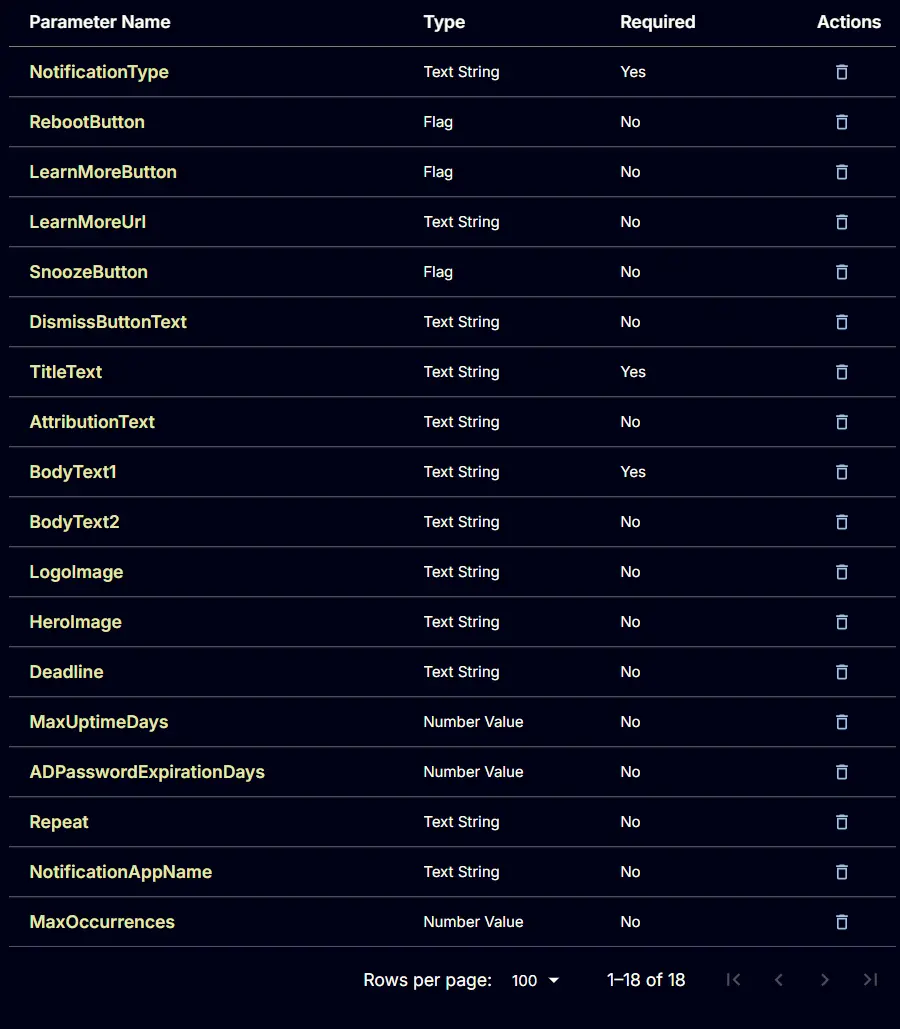 Parameter Name Type Required Actions
NotificationType Text String Yes
RebootButton Flag No
LearnMoreButton Flag No
LearnMoreUrl Text String No
SnoozeButton Flag No
DismissButtonText Text String No
TitleText Text String Yes
AttributionText Text String No
BodyText1 Text String Yes
BodyText2 Text String No
LogoImage Text String No
HeroImage Text String No
Deadline Text String No
MaxUptimeDays Number Value No
ADPasswordExpirationDays Number Value No
Repeat Text String No
NotificationAppName Text String No
MaxOccurrences Number Value No
Rows per page: 100 1–18 of 18